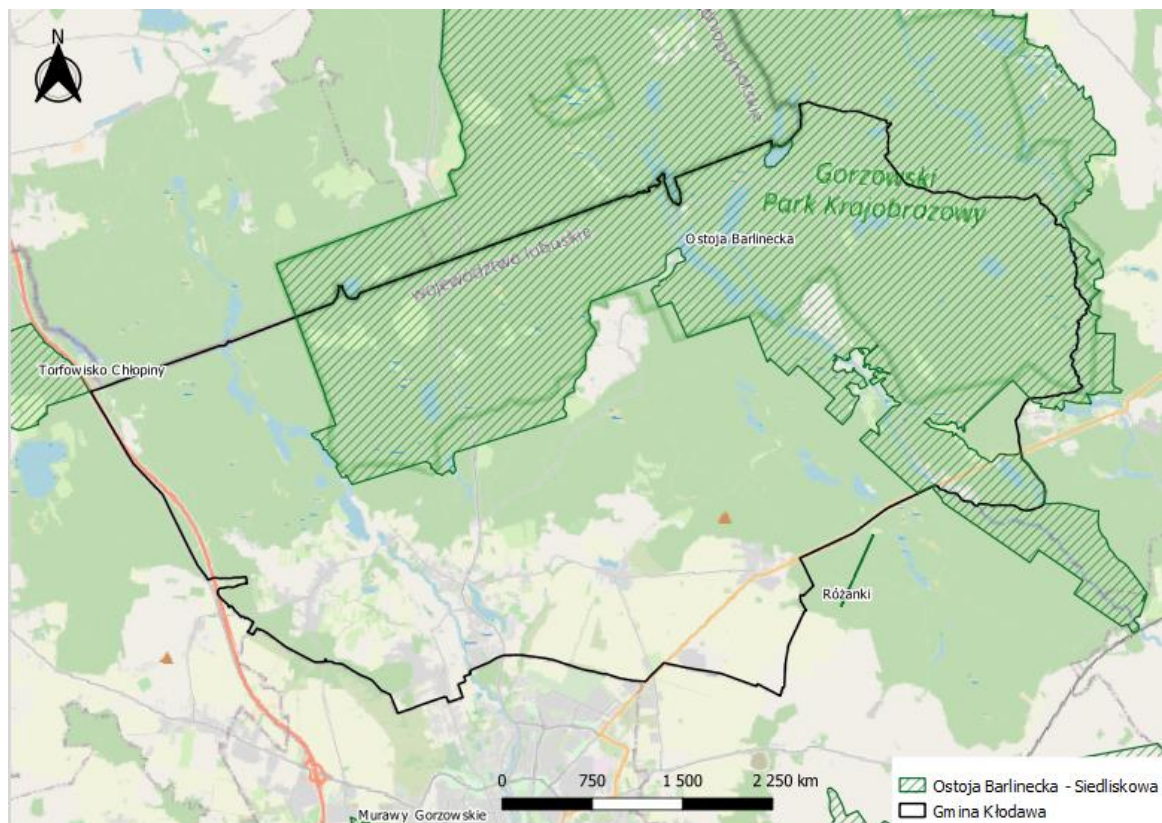 N
Gorzowski
Park Krajobrazowy
Ostoja Barlinecka
województwo lubuskie
Torfowisko Chłopiny
Różanki
0 750 1 500 2 250 km
Murawy Gorzowskie
Ostoja Barlinecka - Siedliskowa
Gmina Kłodawa